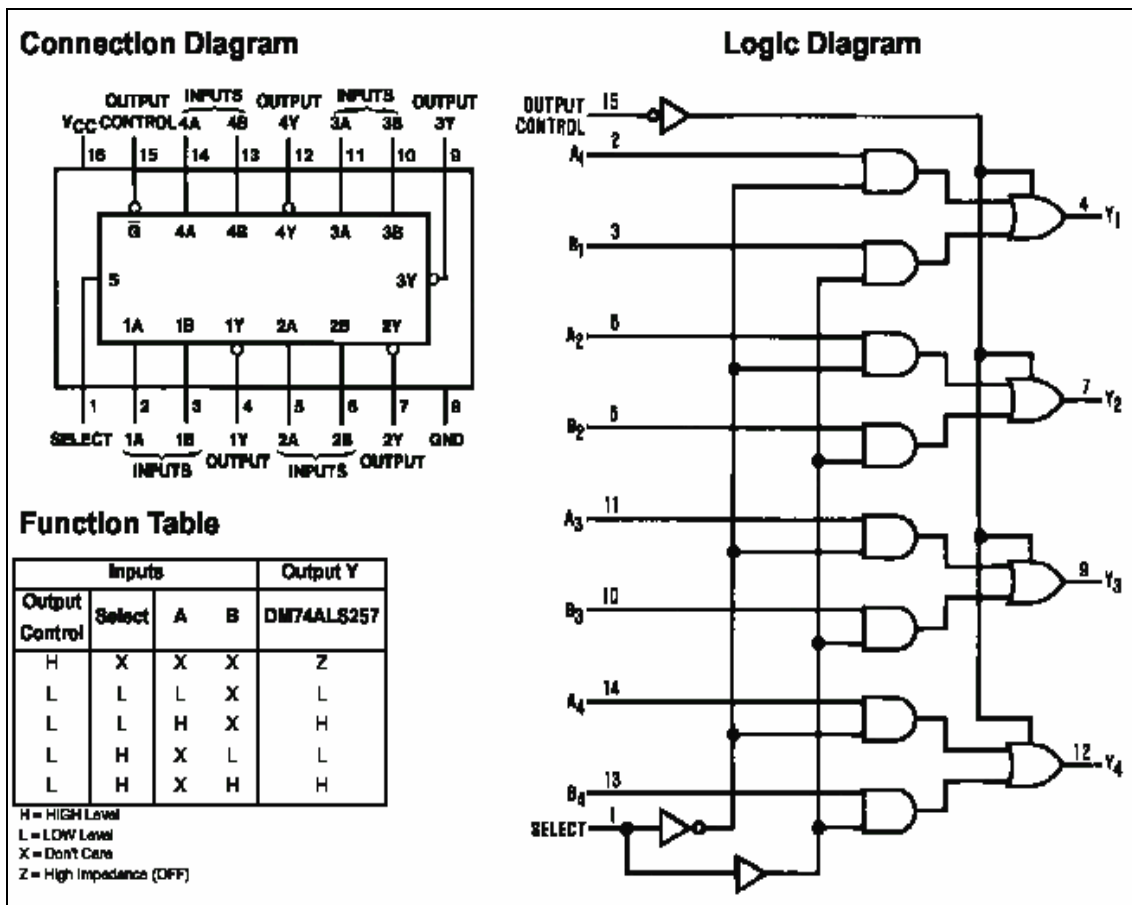 Connection Diagram
OUTPUT INPUTS OUTPUT INPUTS OUTPUT
VCC CONTROL 4A 4B 4Y 3A 3B 3Y
16 15 14 13 12 11 10 9
G 4A 4B 4Y 3A 3B
S 3Y
1A 1B 1Y 2A 2B 2Y
1 2 3 4 5 6 7 8
SELECT 1A 1B 1Y 2A 2B 2Y GND
INPUTS OUTPUT INPUTS OUTPUT
Function Table
Inputs Output Y
Output Control Select A B DM74ALS257
H X X X Z
L L L X L
L L H X H
L H X L L
L H X H H
H = HIGH Level
L = LOW Level
X = Don't Care
Z = High Impedance (OFF)
Logic Diagram
OUTPUT CONTROL 15
A1 2
4 Y1
B1 3
A2
7 Y2
B2
A3 11
9 Y3
B3 10
A4 14
12 Y4
B4 13
SELECT 1